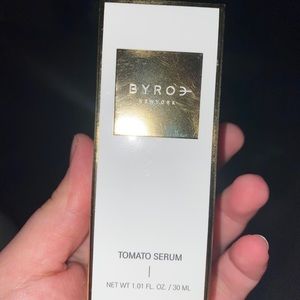 BYROE
NEW YORK
TOMATO SERUM
NET WT 1.01 FL. OZ. / 30 ML